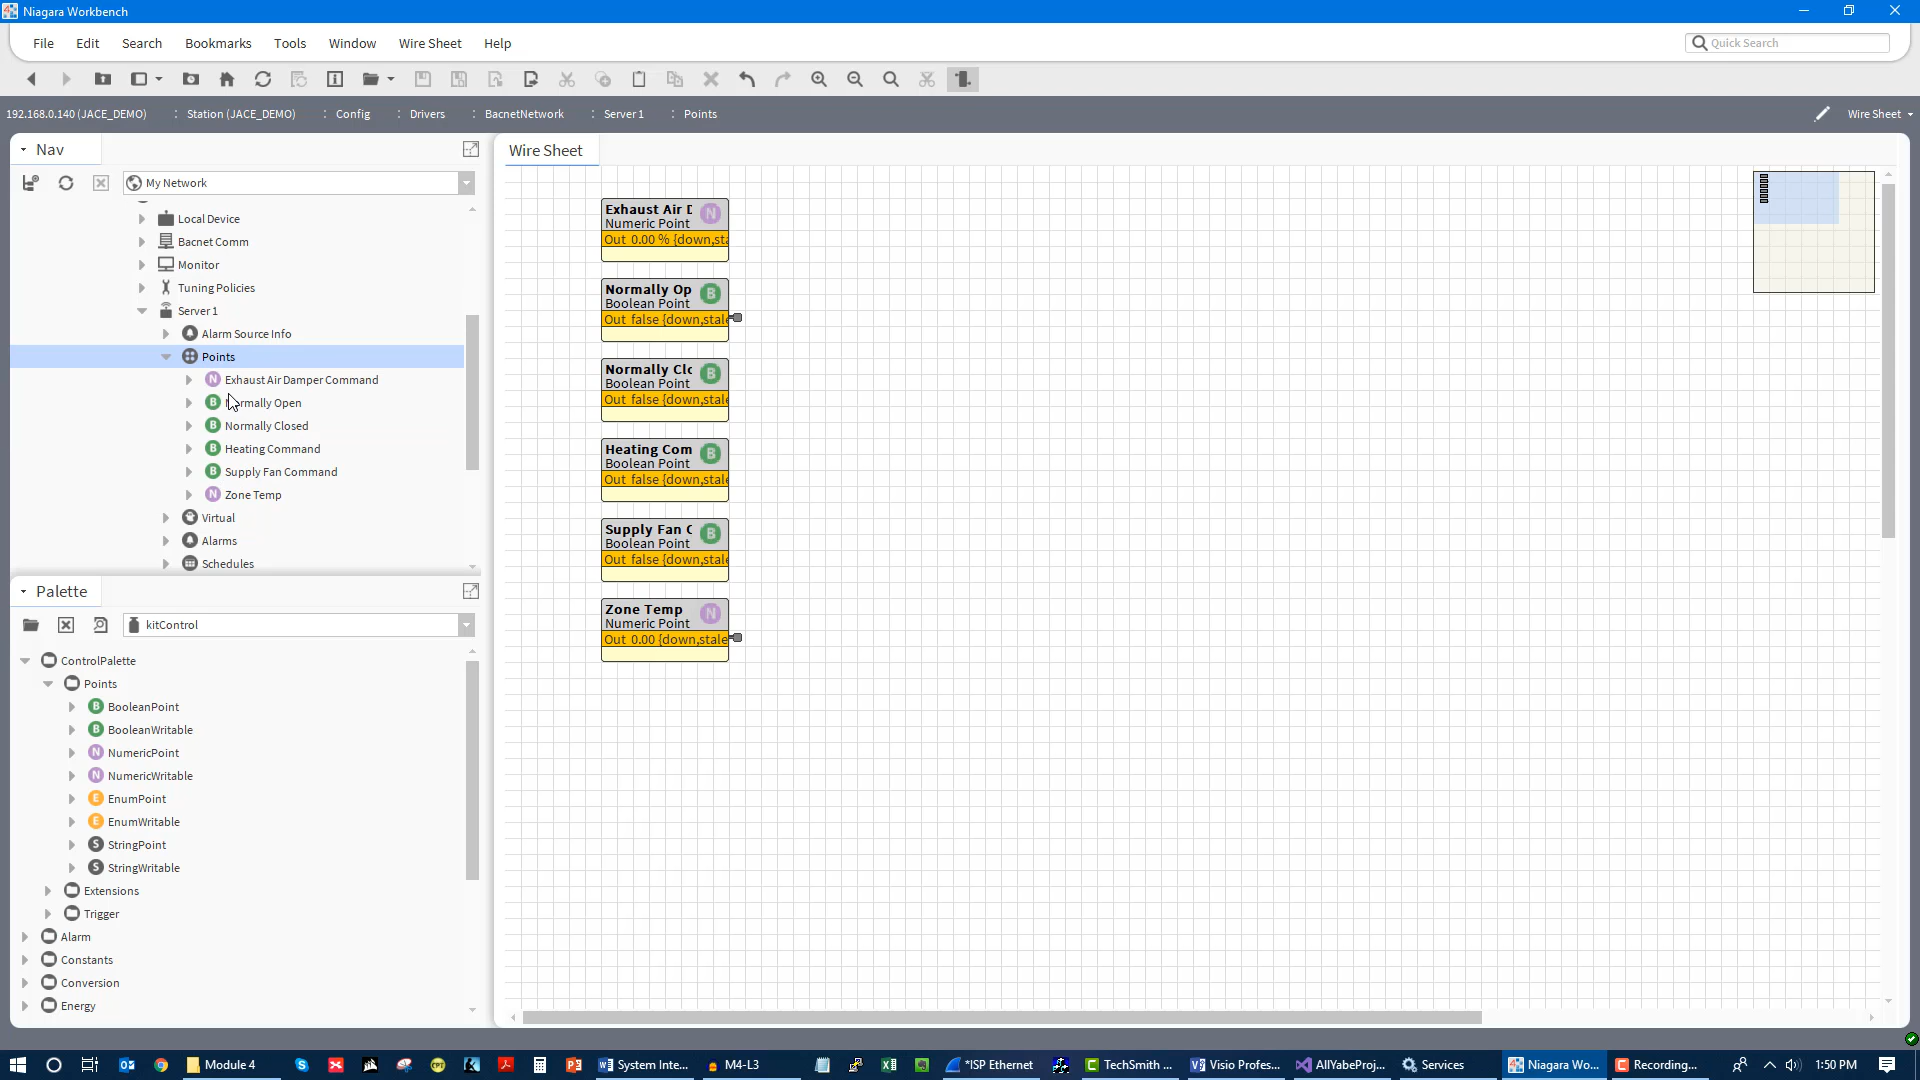 Niagara Workbench
File Edit Search Bookmarks Tools Window Wire Sheet Help
Quick Search
192.168.0.140 (JACE_DEMO) : Station (JACE_DEMO) : Config : Drivers : BacnetNetwork : Server1 : Points
Wire Sheet
Nav
My Network
Local Device
Bacnet Comm
Monitor
Tuning Policies
Server1
Alarm Source Info
Points
N Exhaust Air Damper Command
B rmally Open
B Normally Closed
B Heating Command
B Supply Fan Command
N Zone Temp
Virtual
Alarms
Schedules
Palette
kitControl
ControlPalette
Points
B BooleanPoint
B BooleanWritable
N NumericPoint
N NumericWritable
E EnumPoint
E EnumWritable
S StringPoint
S StringWritable
Extensions
Trigger
Alarm
Constants
Conversion
Energy
Wire Sheet
Exhaust Air D N
Numeric Point
Out 0.00 % {down,sta
Normally Op B
Boolean Point
Out false {down,stale
Normally Clo B
Boolean Point
Out false {down,stale
Heating Com B
Boolean Point
Out false {down,stale
Supply Fan C B
Boolean Point
Out false {down,stale
Zone Temp N
Numeric Point
Out 0.00 {down,stale
Module 4 System Inte... M4-L3 *ISP Ethernet TechSmith ... Visio Profes... AllYabeProj... Services Niagara Wo... Recording... 1:50 PM